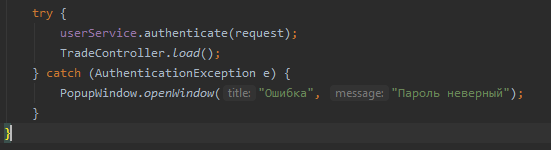 try {
userService.authenticate(request);
TradeController.load();
} catch (AuthenticationException e) {
PopupWindow.openWindow( title: "Ошибка", message: "Пароль неверный");
}
}